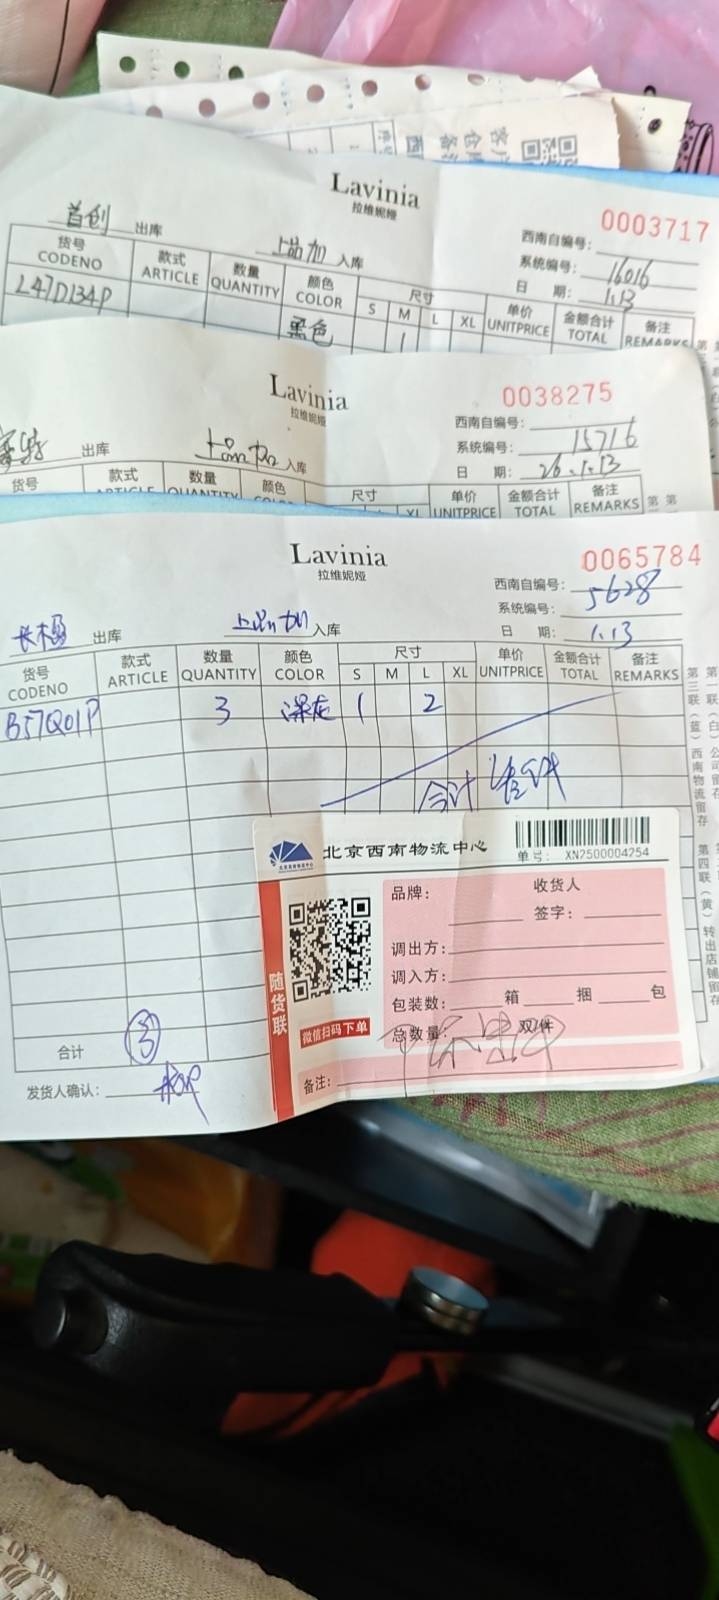 Lavinia
拉维妮娅
0003717
首创 出库 上品加 入库
西南自编号:
系统编号: 16016
日 期: 1.13
货号 CODENO 款式 ARTICLE 数量 QUANTITY 颜色 COLOR 尺寸 S M L XL 单价 UNITPRICE 金额合计 TOTAL 备注 REMARKS
L47D134P 黑色 1
Lavinia
拉维妮娅
0038275
出库 上品加 入库
西南自编号:
系统编号: 15716
日 期: 26.1.13
货号 款式 数量 QUANTITY 颜色 尺寸 XL 单价 UNITPRICE 金额合计 TOTAL 备注 REMARKS
Lavinia
拉维妮娅
0065784
西南自编号: 5628
系统编号:
日 期: 1.13
长楹 出库 上品加 入库
货号 CODENO 款式 ARTICLE 数量 QUANTITY 颜色 COLOR 尺寸 S M L XL 单价 UNITPRICE 金额合计 TOTAL 备注 REMARKS
B57Q01P 3 深灰 1 2
合计 叁件
合计 3
发货人确认:
第三联（蓝）西南物流留存
第四联（黄）转出店铺留存
北京西南物流中心
单号: XN2500004254
随货联
微信扫码下单
品牌: 收货人
签字:
调出方:
调入方:
包装数: 箱 捆 包
总数量: 双/件
备注: